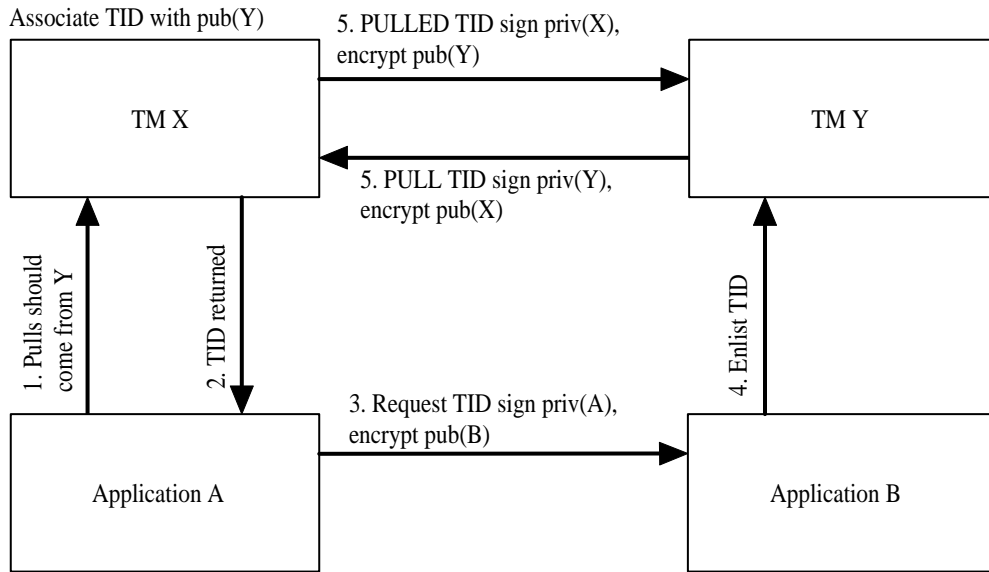 Associate TID with pub(Y)
5. PULLED TID sign priv(X),
encrypt pub(Y)
TM X
TM Y
5. PULL TID sign priv(Y),
encrypt pub(X)
1. Pulls should
come from Y
2. TID returned
4. Enlist TID
3. Request TID sign priv(A),
encrypt pub(B)
Application A
Application B